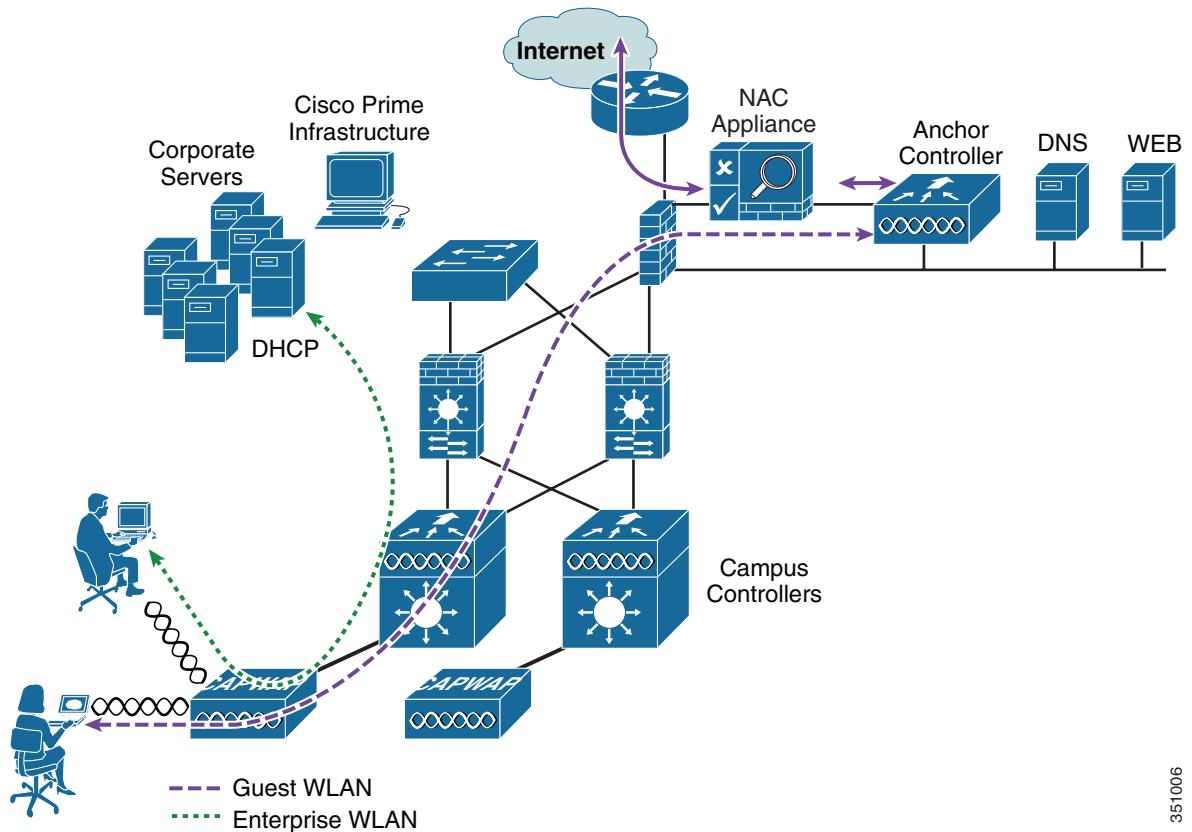 Internet
Cisco Prime
Infrastructure
NAC
Appliance
Anchor
Controller
DNS
WEB
Corporate
Servers
DHCP
Campus
Controllers
CAPWAP
CAPWAP
Guest WLAN
Enterprise WLAN
351006